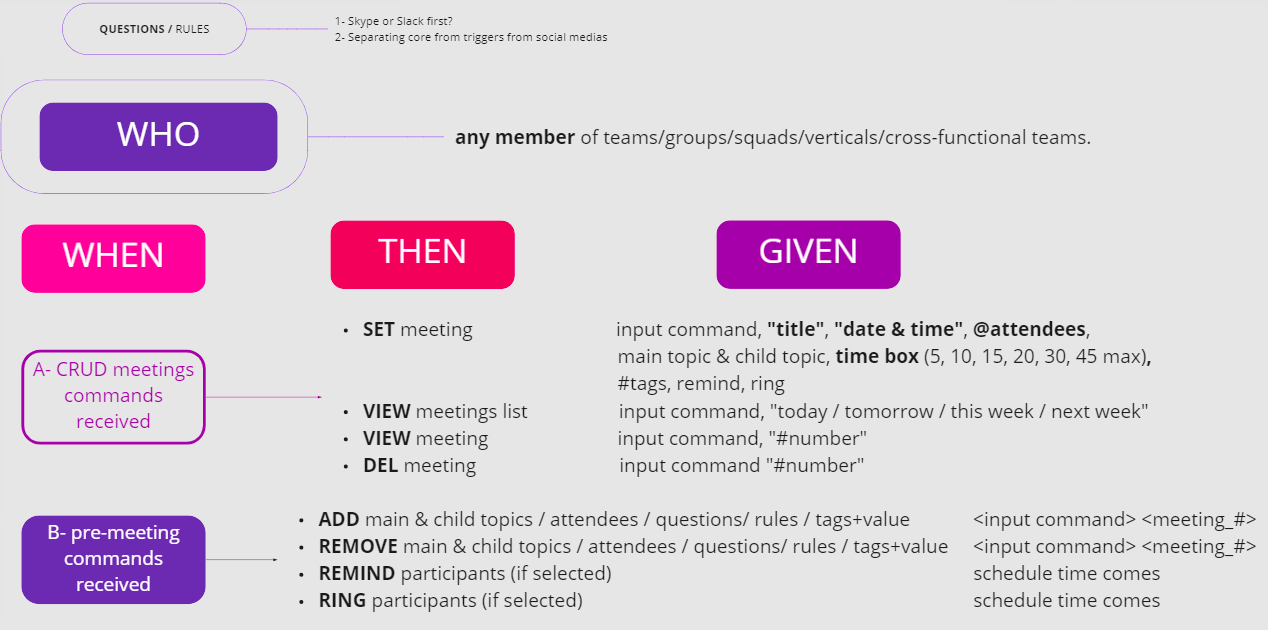 QUESTIONS / RULES
1- Skype or Slack first?
2- Separating core from triggers from social medias
WHO
any member of teams/groups/squads/verticals/cross-functional teams.
WHEN
THEN
GIVEN
A- CRUD meetings
commands
received
• SET meeting
input command, "title", "date & time", @attendees,
main topic & child topic, time box (5, 10, 15, 20, 30, 45 max),
#tags, remind, ring
• VIEW meetings list
input command, "today / tomorrow / this week / next week"
• VIEW meeting
input command, "#number"
• DEL meeting
input command "#number"
B- pre-meeting
commands
received
• ADD main & child topics / attendees / questions/ rules / tags+value
<input command> <meeting_#>
• REMOVE main & child topics / attendees / questions/ rules / tags+value
<input command> <meeting_#>
• REMIND participants (if selected)
schedule time comes
• RING participants (if selected)
schedule time comes